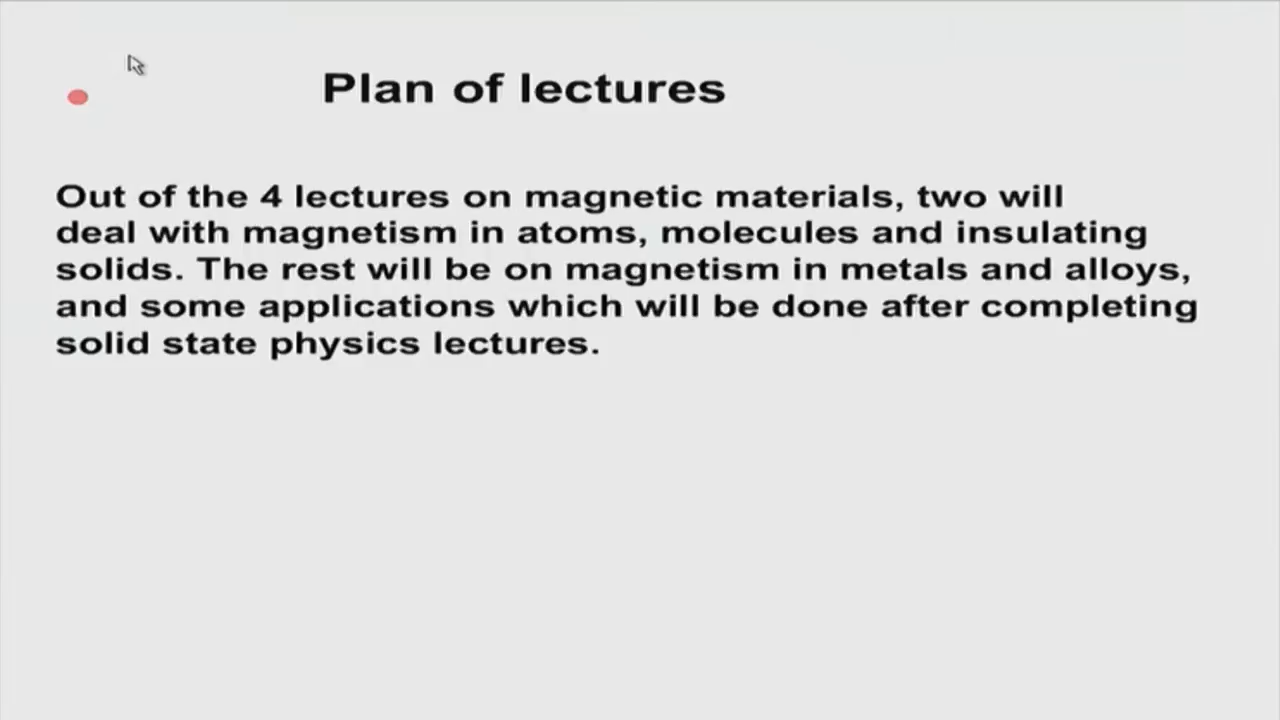 Plan of lectures
Out of the 4 lectures on magnetic materials, two will
deal with magnetism in atoms, molecules and insulating
solids. The rest will be on magnetism in metals and alloys,
and some applications which will be done after completing
solid state physics lectures.